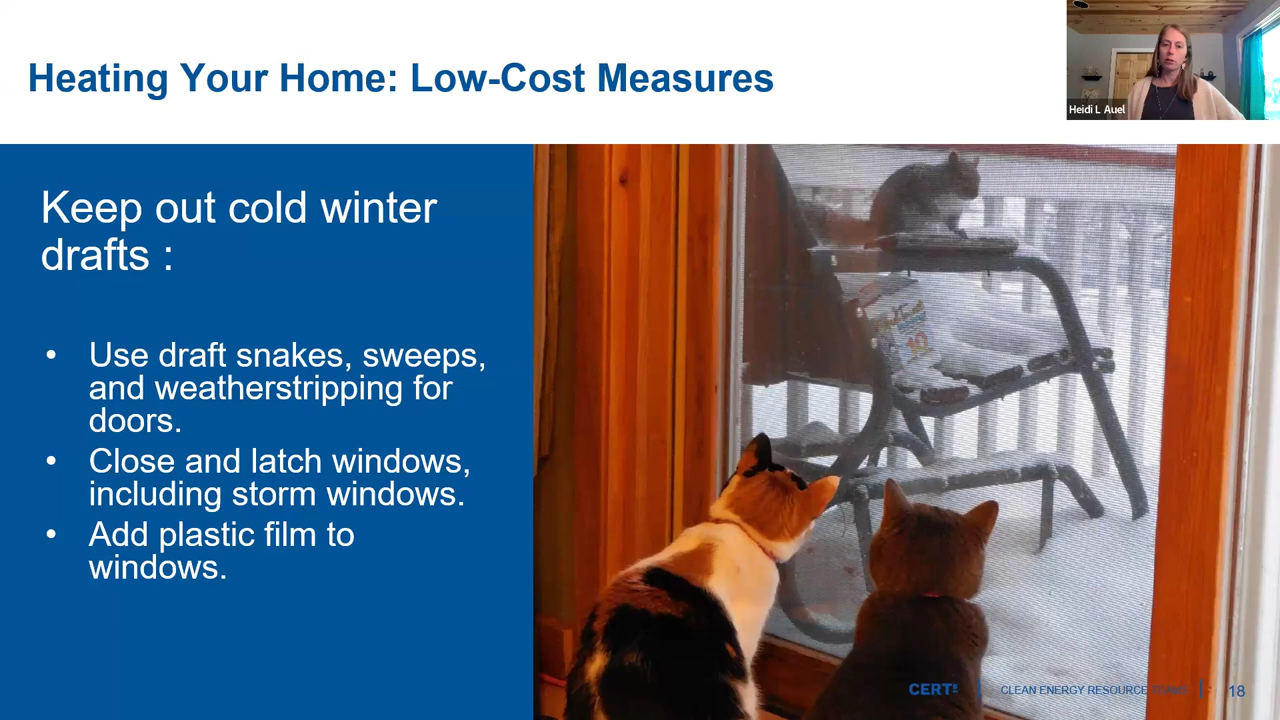 Heating Your Home: Low-Cost Measures
Heidi L Auel
Keep out cold winter
drafts :
• Use draft snakes, sweeps,
and weatherstripping for
doors.
• Close and latch windows,
including storm windows.
• Add plastic film to
windows.
10
CERTs
CLEAN ENERGY RESOURCE TEAMS
18